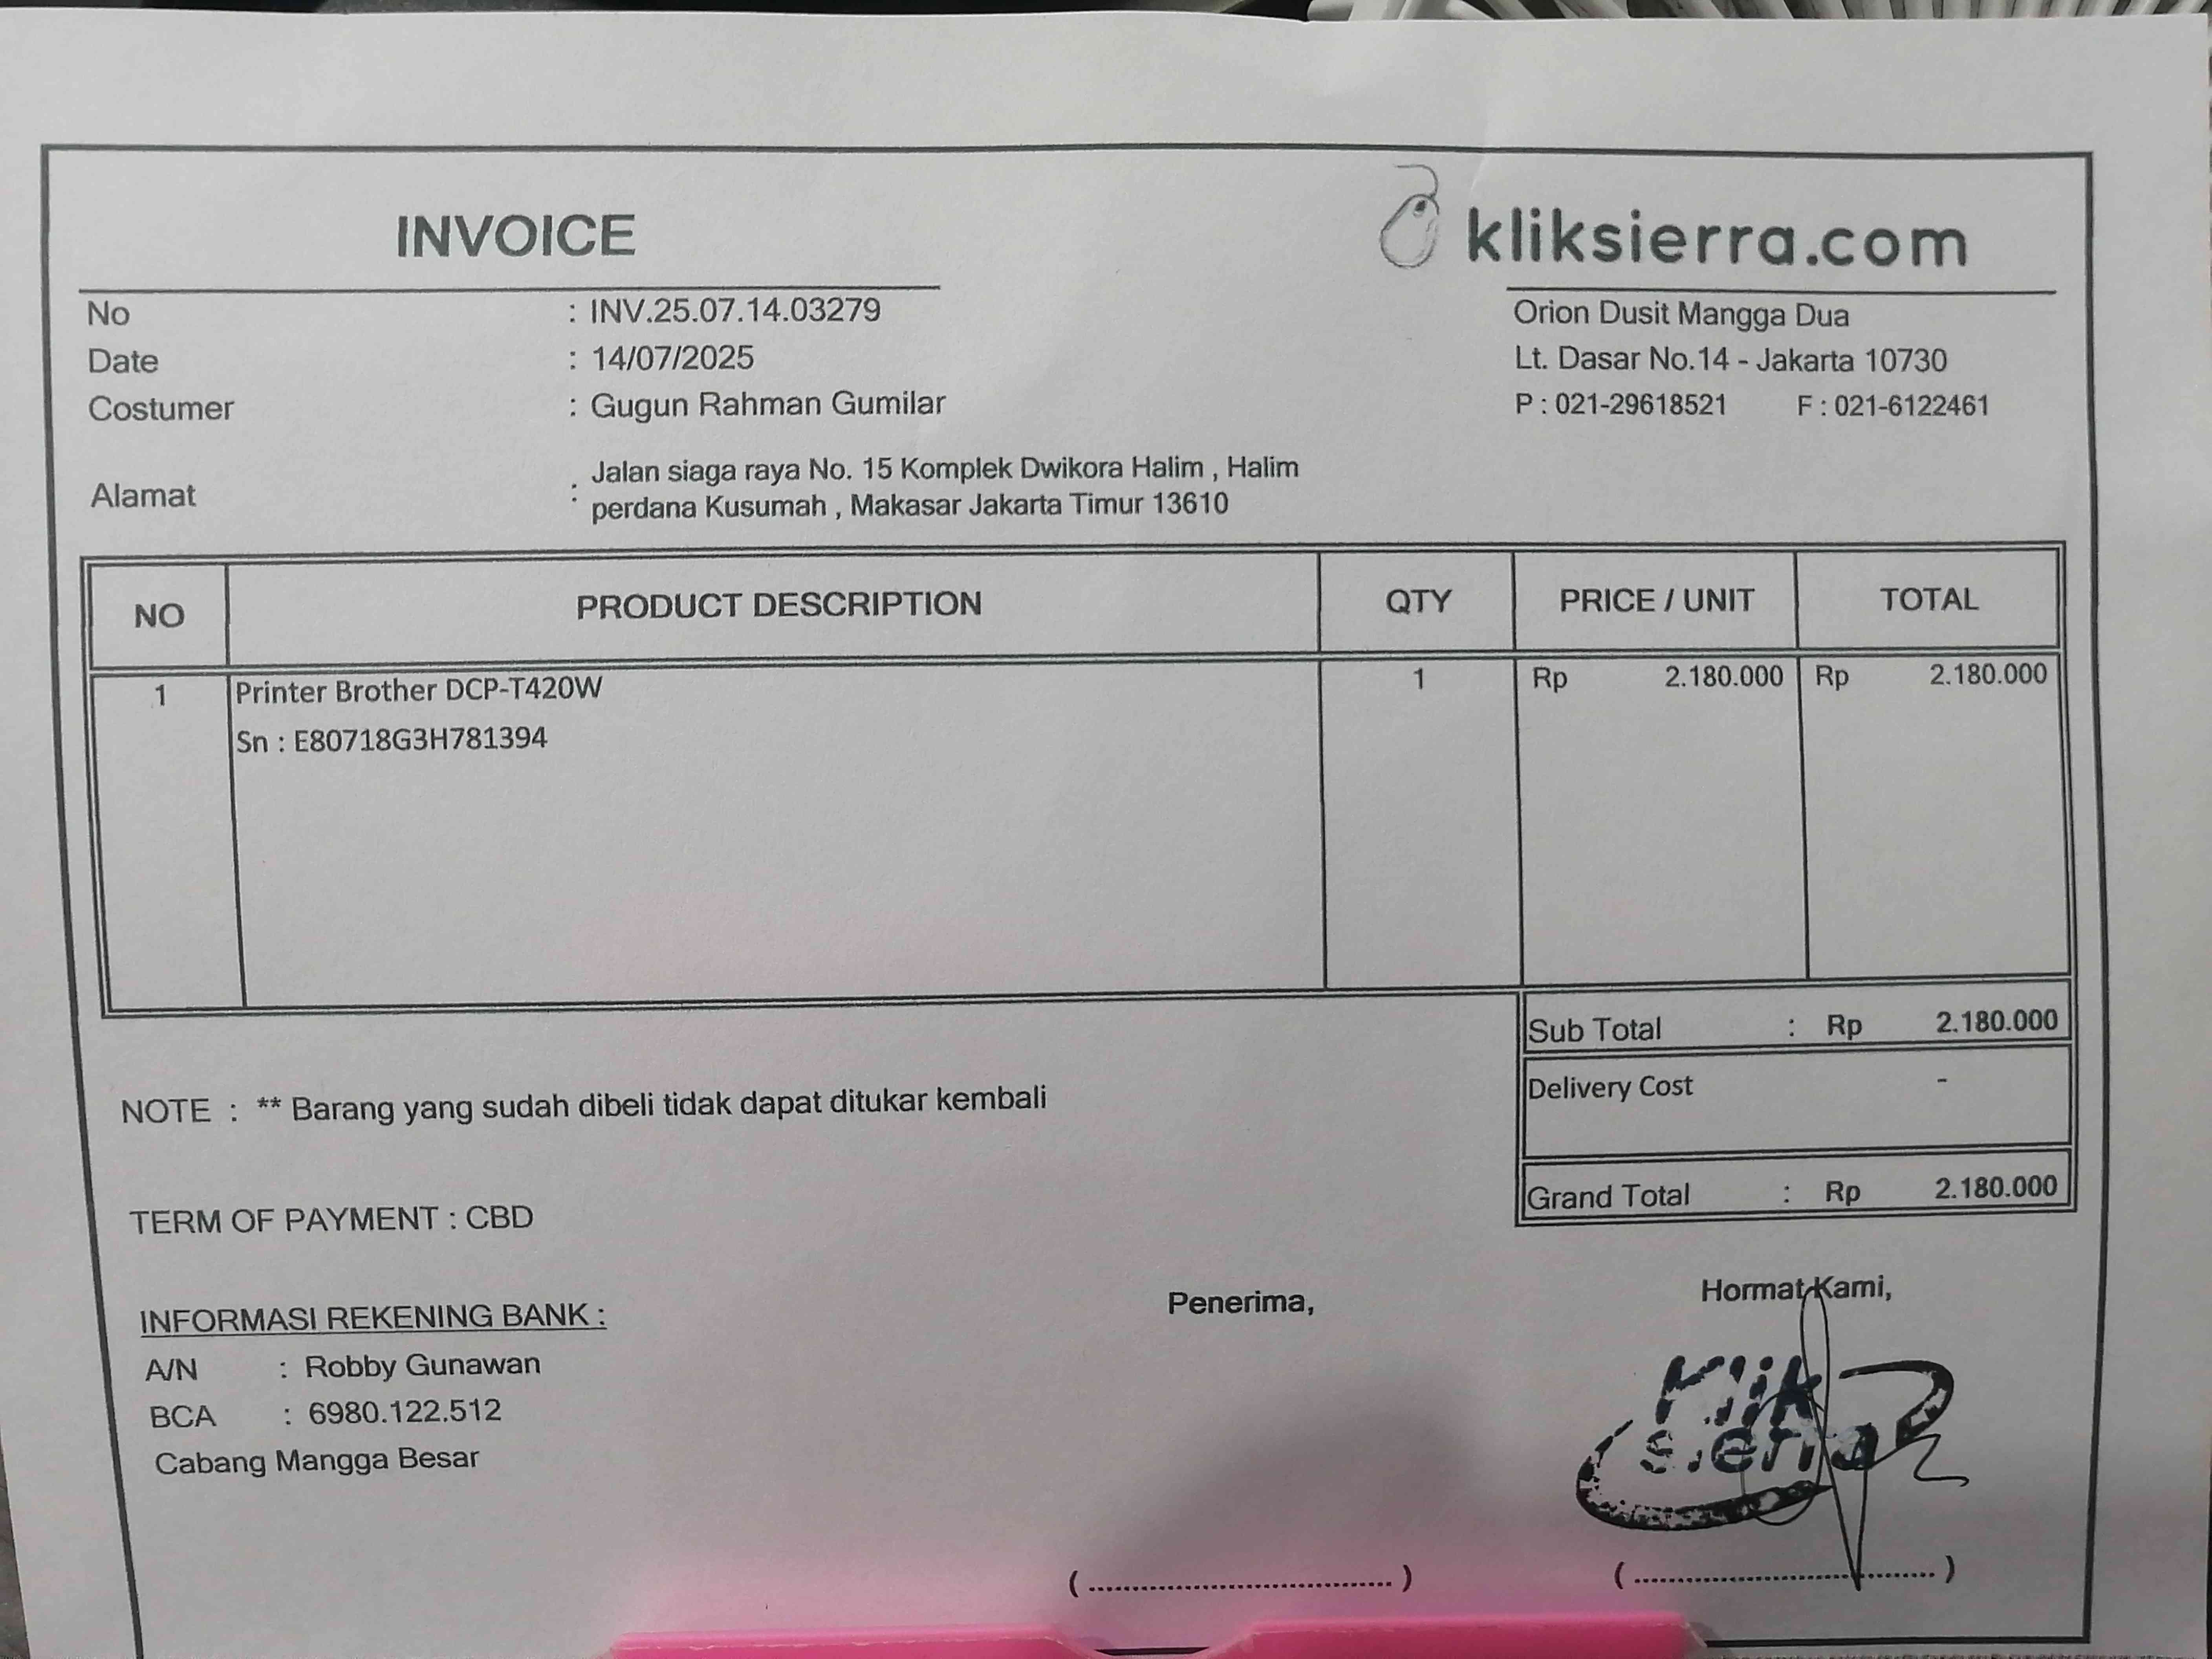 INVOICE
kliksierra.com
No : INV.25.07.14.03279
Date : 14/07/2025
Costumer : Gugun Rahman Gumilar
Alamat : Jalan siaga raya No. 15 Komplek Dwikora Halim , Halim
perdana Kusumah , Makasar Jakarta Timur 13610
Orion Dusit Mangga Dua
Lt. Dasar No.14 - Jakarta 10730
P : 021-29618521 F : 021-6122461
NO PRODUCT DESCRIPTION QTY PRICE / UNIT TOTAL
1 Printer Brother DCP-T420W 1 Rp 2.180.000 Rp 2.180.000
Sn : E80718G3H781394
Sub Total : Rp 2.180.000
Delivery Cost -
Grand Total : Rp 2.180.000
NOTE : ** Barang yang sudah dibeli tidak dapat ditukar kembali
TERM OF PAYMENT : CBD
INFORMASI REKENING BANK :
A/N : Robby Gunawan
BCA : 6980.122.512
Cabang Mangga Besar
Penerima,
Hormat Kami,
Klik
sierra
( ........................................ )
( ........................................ )